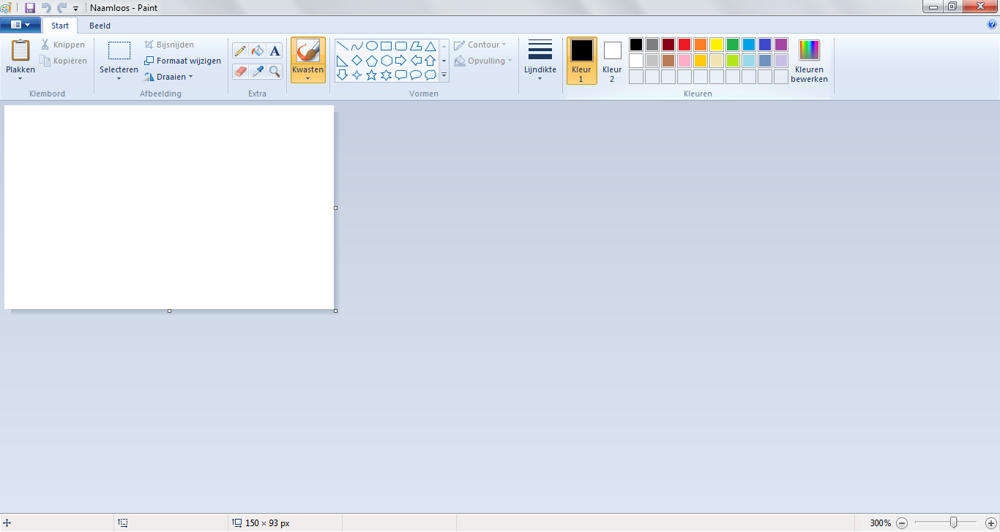 Naamloos - Paint
Start Beeld
Plakken
Knippen
Kopiëren
Klembord
Selecteren
Bijsnijden
Formaat wijzigen
Draaien
Afbeelding
A
Extra
Kwasten
Contour
Opvulling
Vormen
Lijndikte
Kleur
1
Kleur
2
Kleuren
bewerken
Kleuren
150 × 93 px
300%